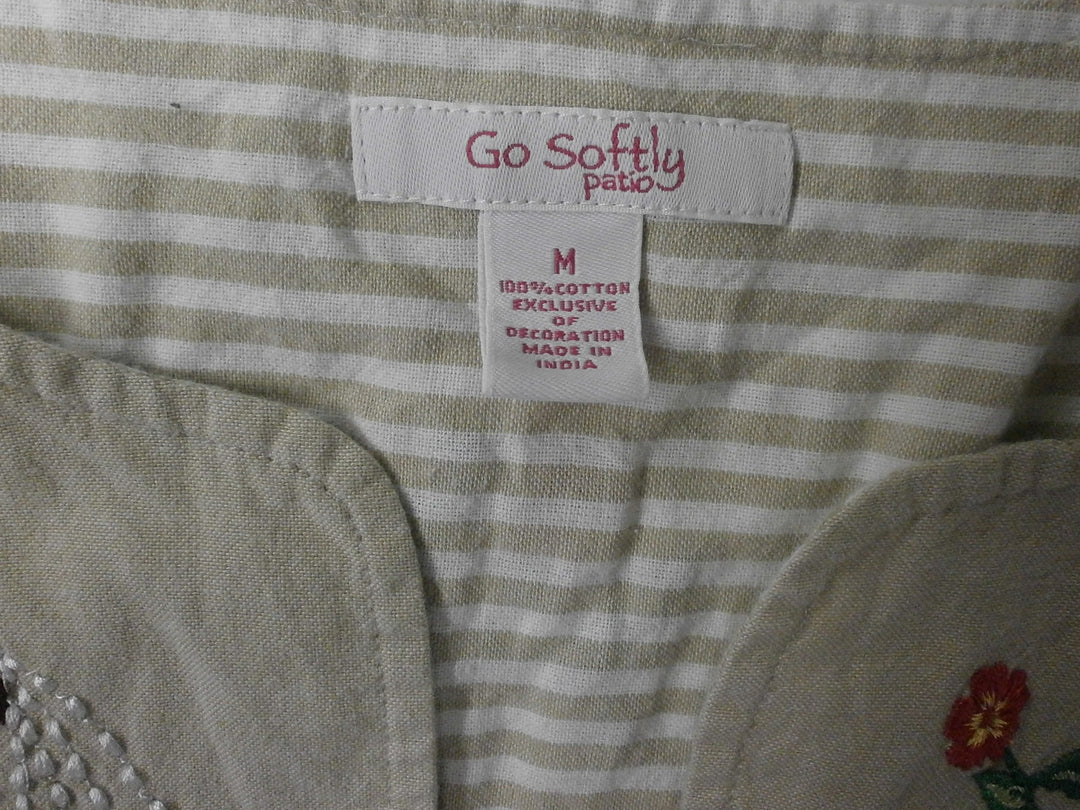 Go Softly
patio
M
100% COTTON
EXCLUSIVE
OF
DECORATION
MADE IN
INDIA